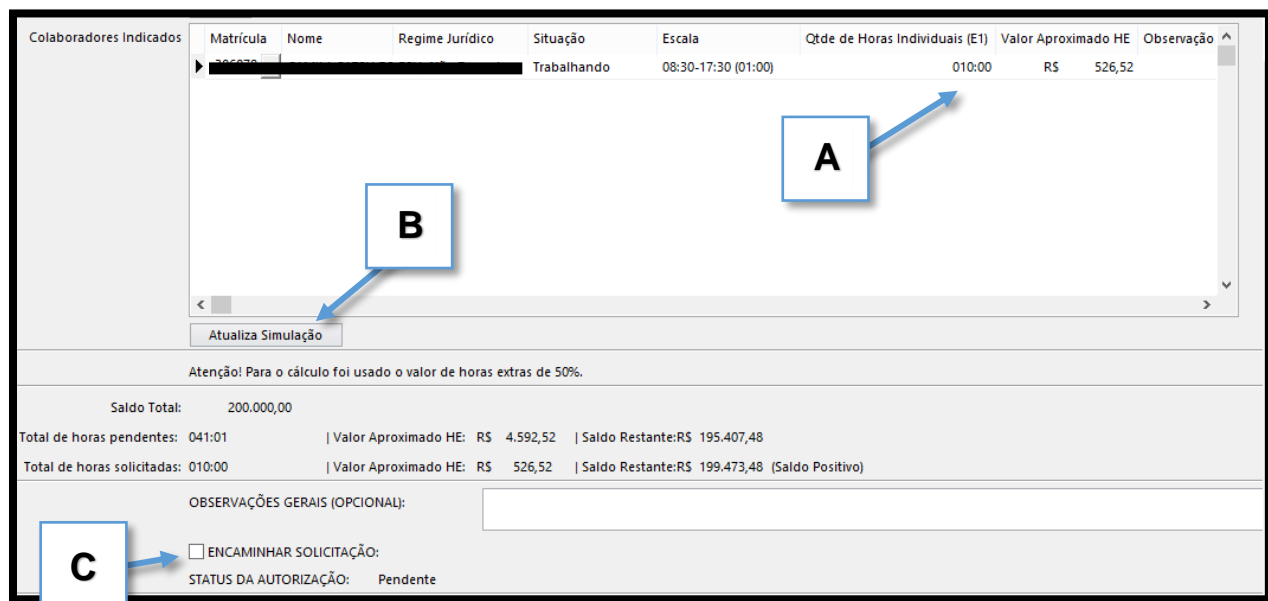 Colaboradores Indicados Matrícula Nome Regime Jurídico Situação Escala Qtde de Horas Individuais (E1) Valor Aproximado HE Observação
Trabalhando 08:30-17:30 (01:00) 010:00 R$ 526,52
A
B
Atualiza Simulação
Atenção! Para o cálculo foi usado o valor de horas extras de 50%.
Saldo Total: 200.000,00
Total de horas pendentes: 041:01 | Valor Aproximado HE: R$ 4.592,52 | Saldo Restante:R$ 195.407,48
Total de horas solicitadas: 010:00 | Valor Aproximado HE: R$ 526,52 | Saldo Restante:R$ 199.473,48 (Saldo Positivo)
OBSERVAÇÕES GERAIS (OPCIONAL):
C
ENCAMINHAR SOLICITAÇÃO:
STATUS DA AUTORIZAÇÃO: Pendente